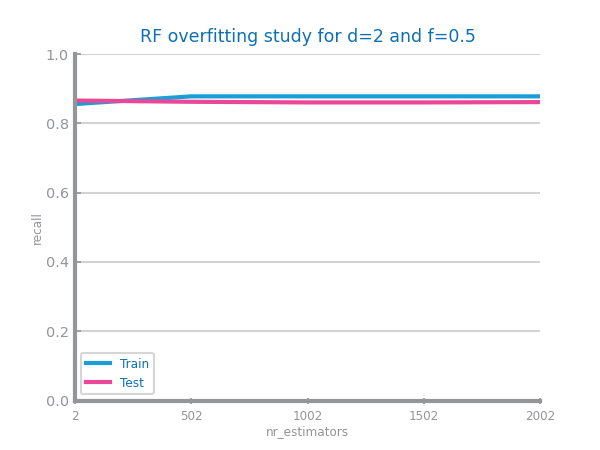 RF overfitting study for d=2 and f=0.5
1.0
0.8
0.6
0.4
0.2
0.0
recall
Train
Test
2 502 1002 1502 2002
nr_estimators